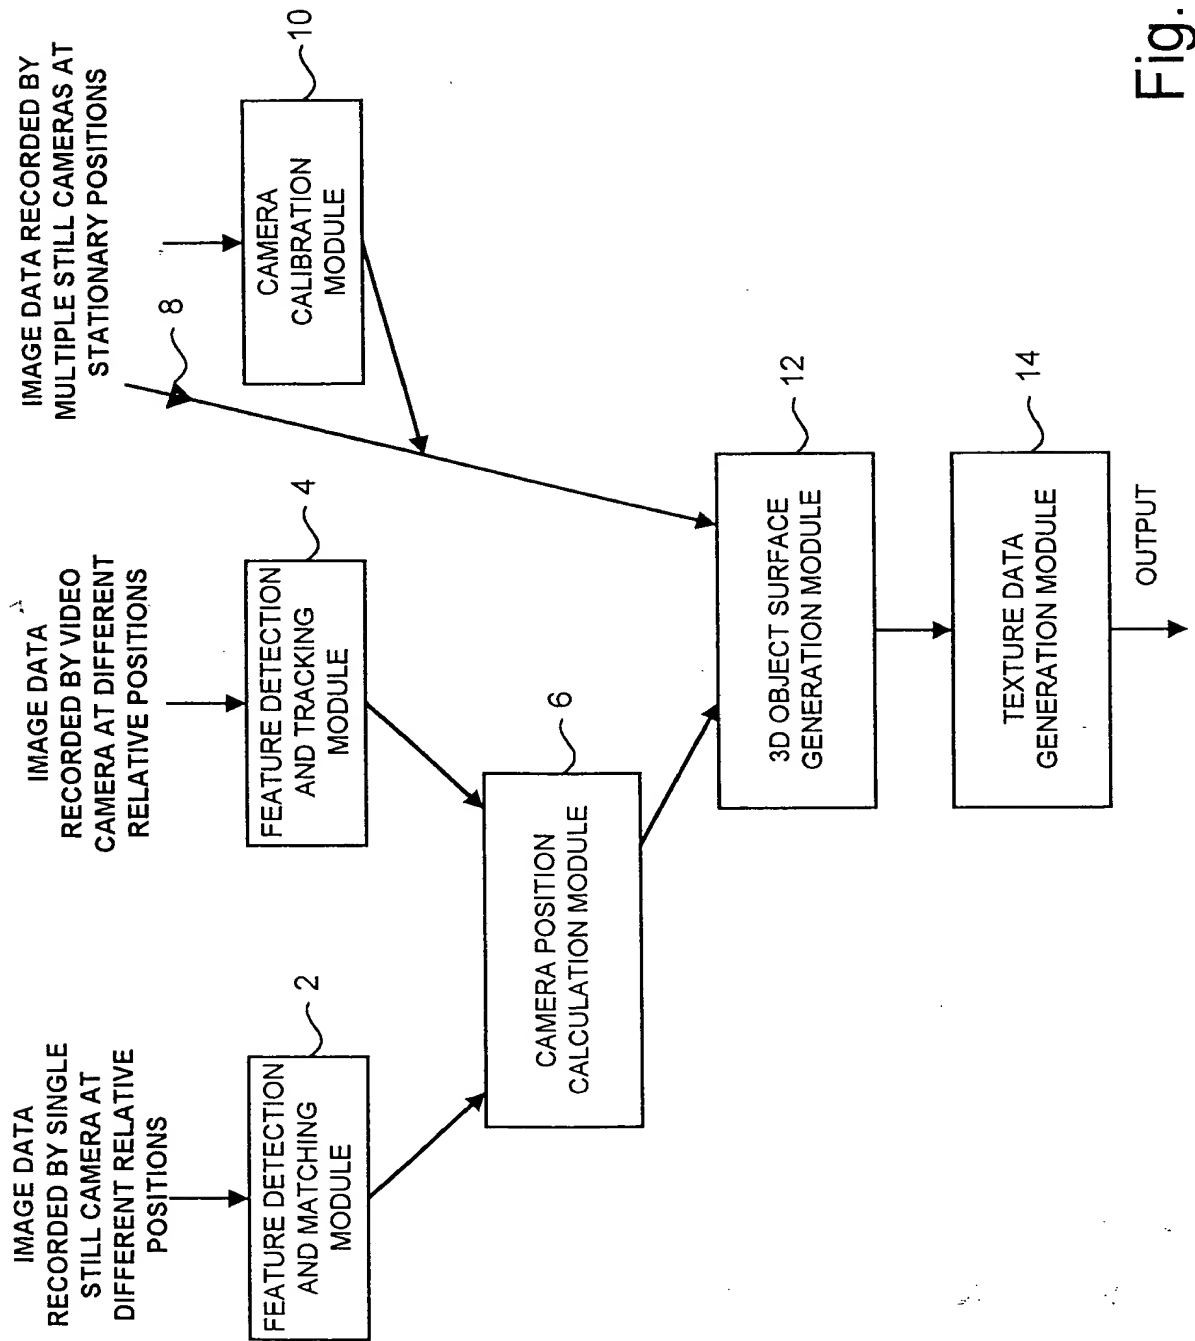 IMAGE DATA
RECORDED BY SINGLE
STILL CAMERA AT
DIFFERENT RELATIVE
POSITIONS
FEATURE DETECTION
AND MATCHING
MODULE
2
IMAGE DATA
RECORDED BY VIDEO
CAMERA AT DIFFERENT
RELATIVE POSITIONS
FEATURE DETECTION
AND TRACKING
MODULE
4
IMAGE DATA RECORDED BY
MULTIPLE STILL CAMERAS AT
STATIONARY POSITIONS
8
CAMERA
CALIBRATION
MODULE
10
CAMERA POSITION
CALCULATION MODULE
6
3D OBJECT SURFACE
GENERATION MODULE
12
TEXTURE DATA
GENERATION MODULE
14
OUTPUT
Fig.